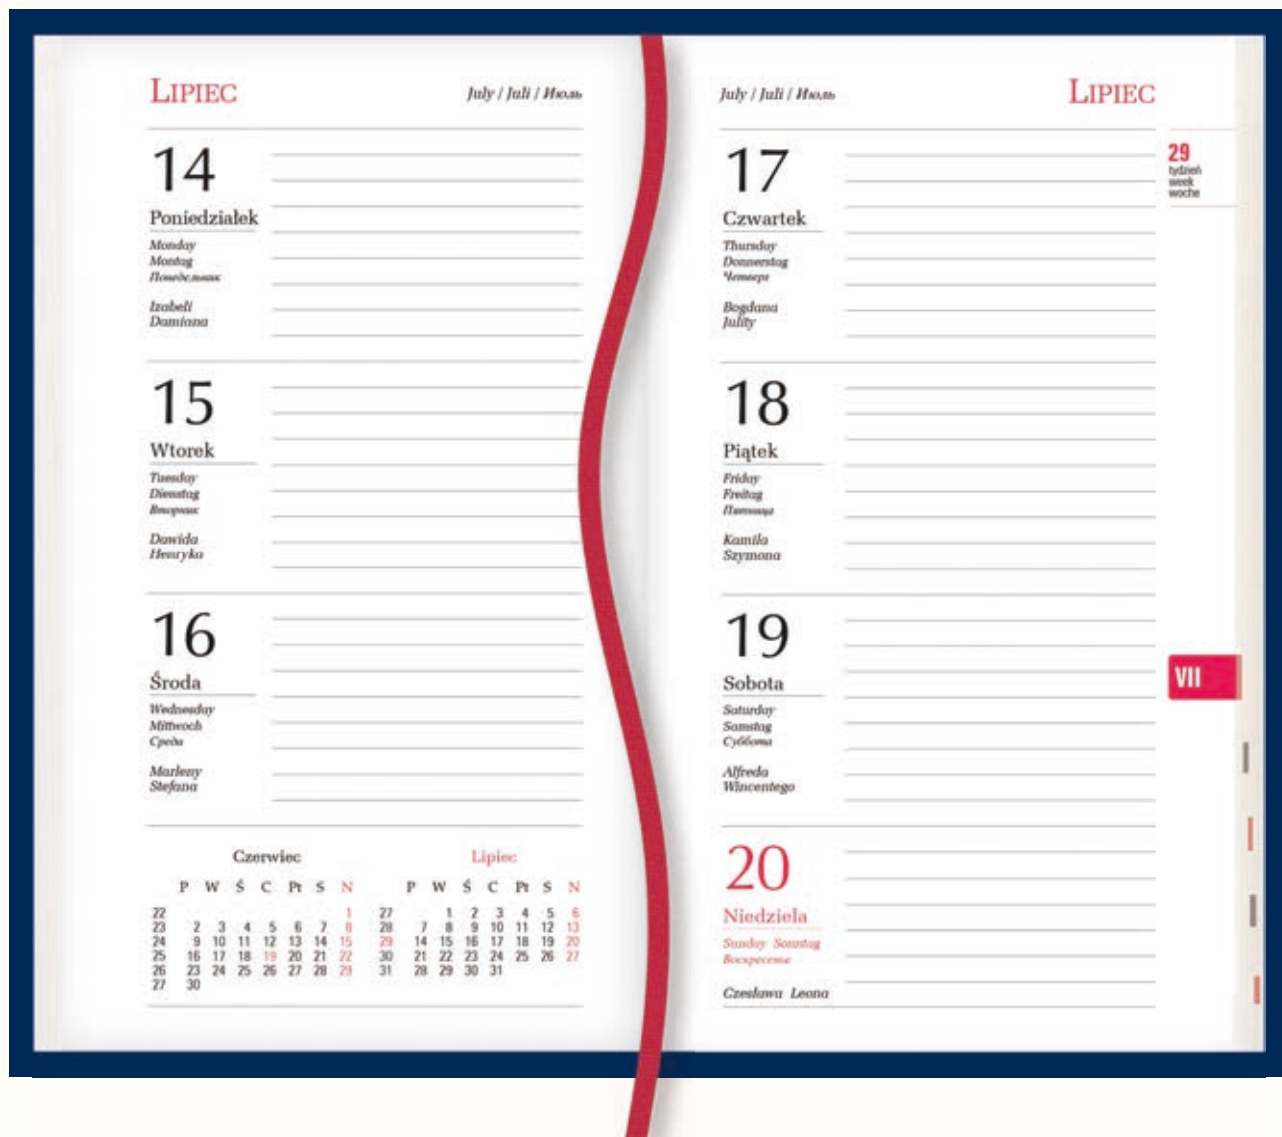 LIPIEC July / Juli / Июль
14
Poniedziałek
Monday
Montag
Понедельник
Izabeli
Damiana
15
Wtorek
Tuesday
Dienstag
Вторник
Dawida
Henryka
16
Środa
Wednesday
Mittwoch
Среда
Marleny
Stefana
Czerwiec
P W Ś C Pt S N
22 1
23 2 3 4 5 6 7 8
24 9 10 11 12 13 14 15
25 16 17 18 19 20 21 22
26 23 24 25 26 27 28 29
27 30
Lipiec
P W Ś C Pt S N
27 1 2 3 4 5 6
28 7 8 9 10 11 12 13
29 14 15 16 17 18 19 20
30 21 22 23 24 25 26 27
31 28 29 30 31
July / Juli / Июль LIPIEC
29
tydzień
week
woche
17
Czwartek
Thursday
Donnerstag
Четверг
Bogdana
Julity
18
Piątek
Friday
Freitag
Пятница
Kamila
Szymona
19
Sobota
Saturday
Samstag
Суббота
Alfreda
Wincentego
VII
20
Niedziela
Sunday Sonntag
Воскресенье
Czesława Leona